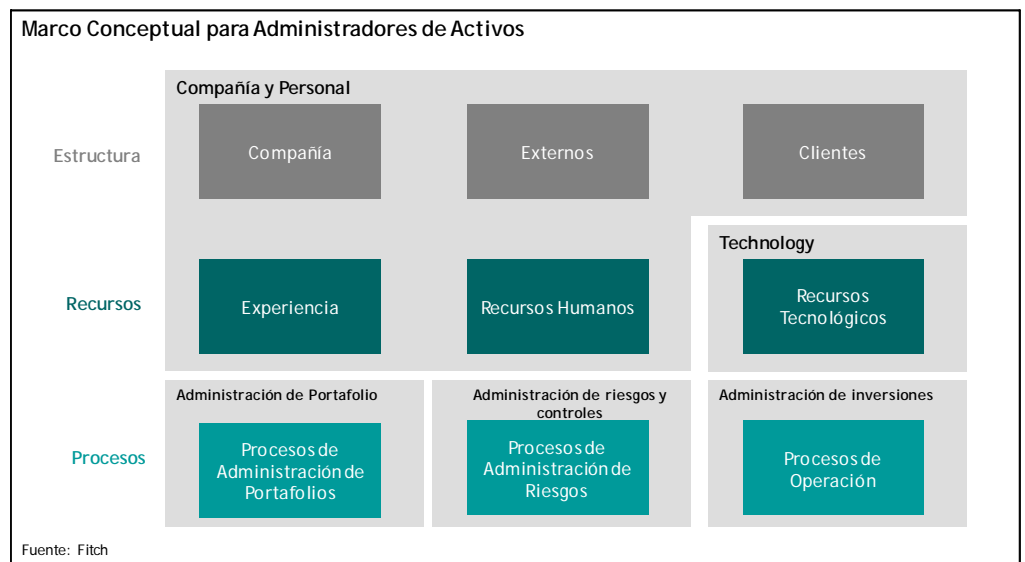 Marco Conceptual para Administradores de Activos
Compañía y Personal
Estructura
Compañía
Externos
Clientes
Technology
Recursos
Experiencia
Recursos Humanos
Recursos
Tecnológicos
Administración de Portafolio
Administración de riesgos y
controles
Administración de inversiones
Procesos
Procesos de
Administración de
Portafolios
Procesos de
Administración de
Riesgos
Procesos de
Operación
Fuente: Fitch